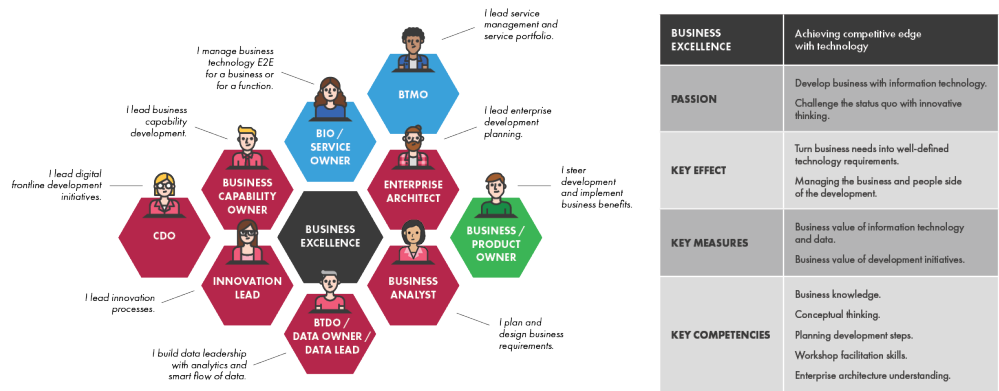 I lead service
management and
service portfolio.
BTMO
I manage business
technology E2E
for a business or
for a function.
BIO /
SERVICE
OWNER
I lead business
capability
development.
BUSINESS
CAPABILITY
OWNER
I lead enterprise
development
planning.
ENTERPRISE
ARCHITECT
I lead digital
frontline development
initiatives.
CDO
BUSINESS
EXCELLENCE
I steer
development
and implement
business benefits.
BUSINESS /
PRODUCT
OWNER
INNOVATION
LEAD
I lead innovation
processes.
BUSINESS
ANALYST
I plan and
design business
requirements.
BTDO /
DATA OWNER /
DATA LEAD
I build data leadership
with analytics and
smart flow of data.
BUSINESS
EXCELLENCE
Achieving competitive edge
with technology
PASSION
Develop business with information technology.
Challenge the status quo with innovative
thinking.
KEY EFFECT
Turn business needs into well-defined
technology requirements.
Managing the business and people side
of the development.
KEY MEASURES
Business value of information technology
and data.
Business value of development initiatives.
KEY COMPETENCIES
Business knowledge.
Conceptual thinking.
Planning development steps.
Workshop facilitation skills.
Enterprise architecture understanding.